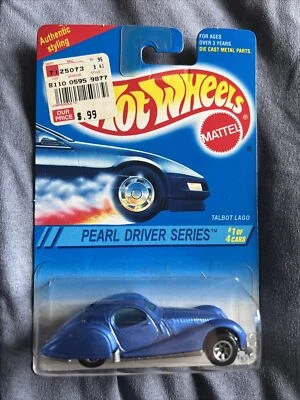 Authentic
styling
FOR AGES
OVER 3 YEARS
DIE CAST METAL PARTS
25073
8110 0595 9877
OUR PRICE
$.99
HOT WHEELS
MATTEL
TALBOT LAGO
PEARL DRIVER SERIES™
#1 OF
4 CARS